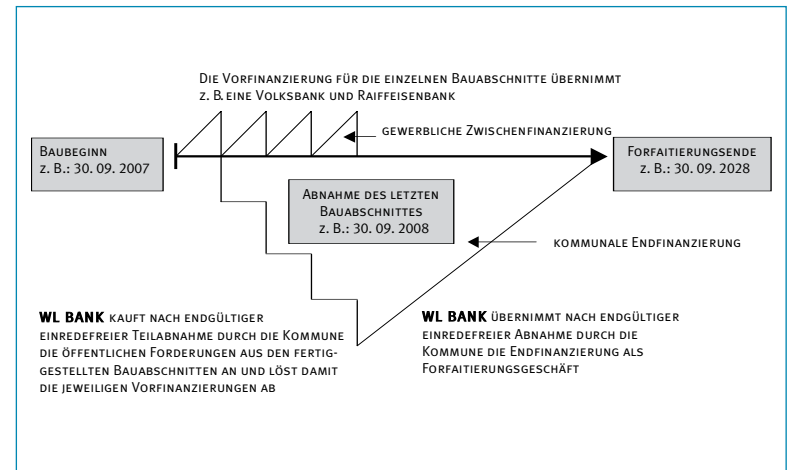 Die Vorfinanzierung für die einzelnen Bauabschnitte übernimmt
z. B. eine Volksbank und Raiffeisenbank
gewerbliche Zwischenfinanzierung
Baubeginn
z. B.: 30. 09. 2007
Forfaitierungsende
z. B.: 30. 09. 2028
Abnahme des letzten
Bauabschnittes
z. B.: 30. 09. 2008
kommunale Endfinanzierung
WL BANK kauft nach endgültiger
einredefreier Teilabnahme durch die Kommune
die öffentlichen Forderungen aus den fertig-
gestellten Bauabschnitten an und löst damit
die jeweiligen Vorfinanzierungen ab
WL BANK übernimmt nach endgültiger
einredefreier Abnahme durch die
Kommune die Endfinanzierung als
Forfaitierungsgeschäft